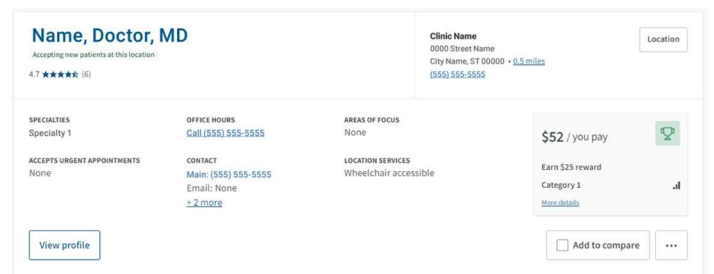 Name, Doctor, MD
Accepting new patients at this location
4.7 ★★★★★ (6)
Clinic Name
0000 Street Name
City Name, ST 00000 • 0.5 miles
(555) 555-5555
Location
SPECIALTIES
Specialty 1
OFFICE HOURS
Call (555) 555-5555
AREAS OF FOCUS
None
ACCEPTS URGENT APPOINTMENTS
None
CONTACT
Main: (555) 555-5555
Email: None
+ 2 more
LOCATION SERVICES
Wheelchair accessible
$52 / you pay
Earn $25 reward
Category 1
More details
View profile
Add to compare
...